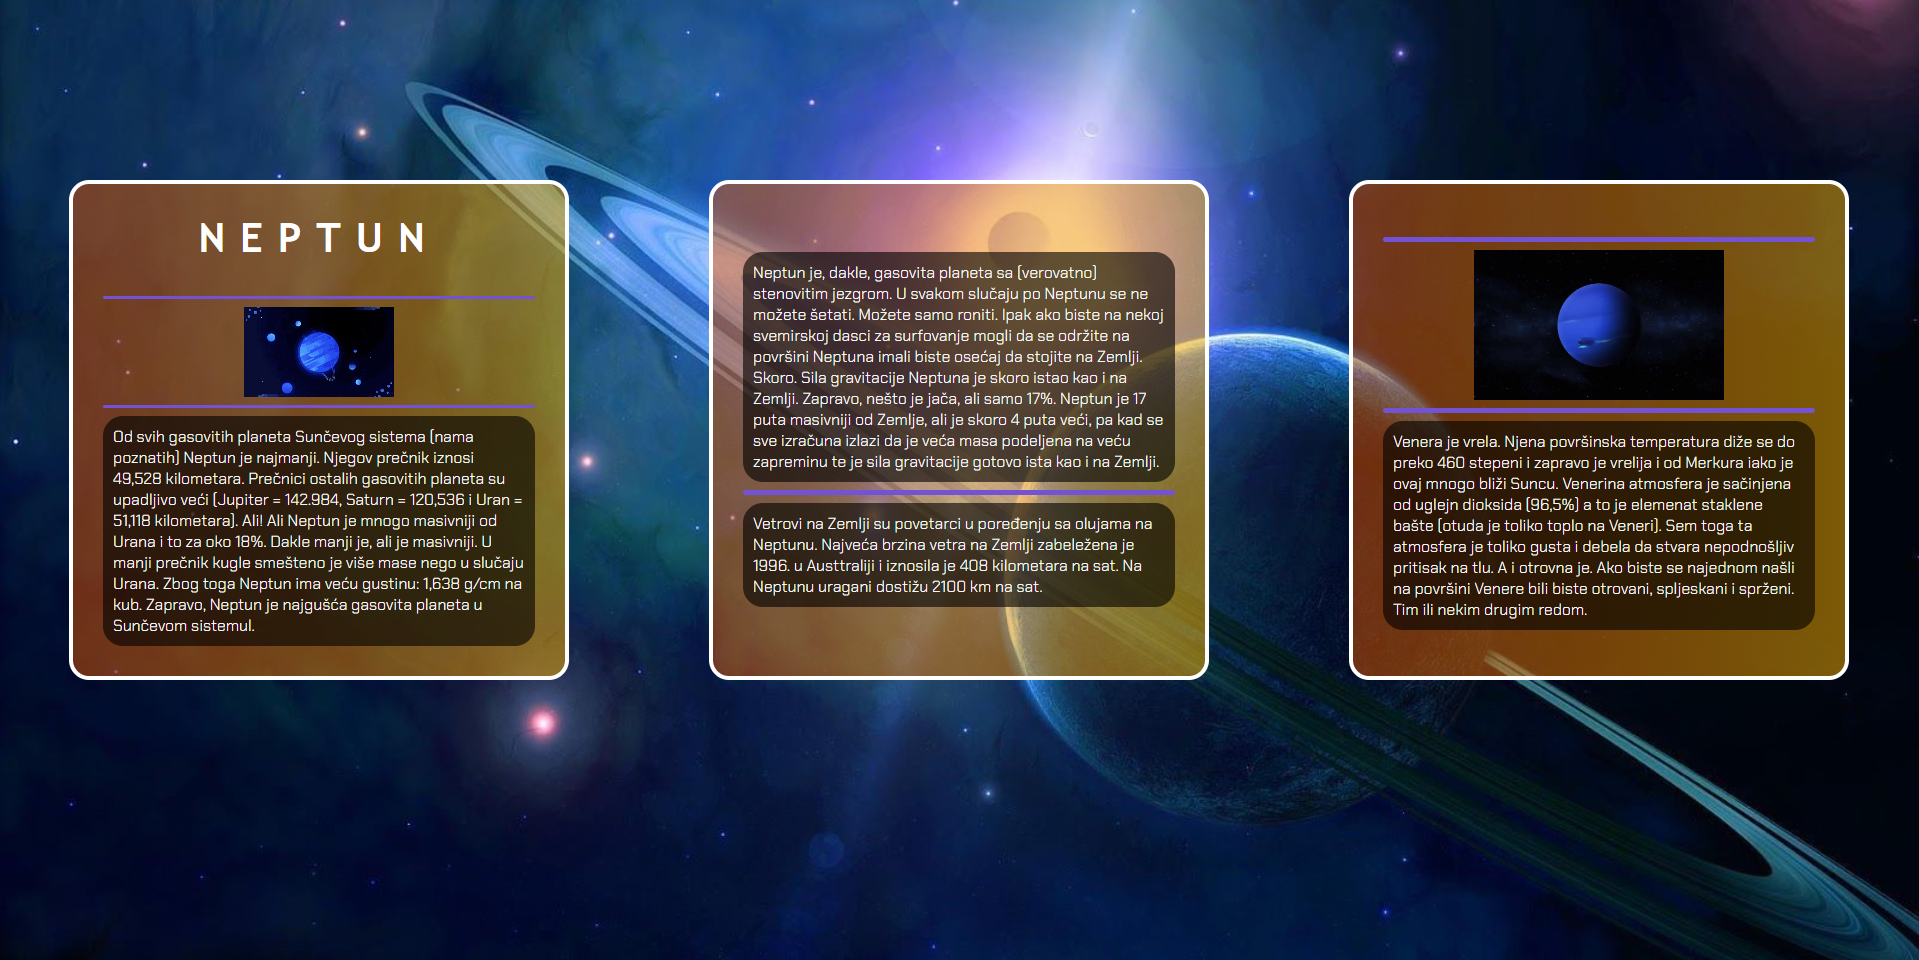 NEPTUN
Od svih gasovitih planeta Sunčevog sistema (nama
poznatih) Neptun je najmanji. Njegov prečnik iznosi
49,528 kilometara. Prečnici ostalih gasovitih planeta su
upadljivo veći (Jupiter = 142.984, Saturn = 120,536 i Uran =
51,118 kilometara). Ali! Ali Neptun je mnogo masivniji od
Urana i to za oko 18%. Dakle manji je, ali je masivniji. U
manji prečnik kugle smešteno je više mase nego u slučaju
Urana. Zbog toga Neptun ima veću gustinu: 1,638 g/cm na
kub. Zapravo, Neptun je najgušća gasovita planeta u
Sunčevom sistemul.
Neptun je, dakle, gasovita planeta sa (verovatno)
stenovitim jezgrom. U svakom slučaju po Neptunu se ne
možete šetati. Možete samo roniti. Ipak ako biste na nekoj
svemirskoj dasci za surfovanje mogli da se održite na
površini Neptuna imali biste osećaj da stojite na Zemlji.
Skoro. Sila gravitacije Neptuna je skoro istao kao i na
Zemlji. Zapravo, nešto je jača, ali samo 17%. Neptun je 17
puta masivniji od Zemlje, ali je skoro 4 puta veći, pa kad se
sve izračuna izlazi da je veća masa podeljena na veću
zapreminu te je sila gravitacije gotovo ista kao i na Zemlji.
Vetrovi na Zemlji su povetarci u poređenju sa olujama na
Neptunu. Najveća brzina vetra na Zemlji zabeležena je
1996. u Austtraliji i iznosila je 408 kilometara na sat. Na
Neptunu uragani dostižu 2100 km na sat.
Venera je vrela. Njena površinska temperatura diže se do
preko 460 stepeni i zapravo je vrelija i od Merkura iako je
ovaj mnogo bliži Suncu. Venerina atmosfera je sačinjena
od uglejn dioksida (96,5%) a to je elemenat staklene
bašte (otuda je toliko toplo na Veneri). Sem toga ta
atmosfera je toliko gusta i debela da stvara nepodnošljiv
pritisak na tlu. A i otrovna je. Ako biste se najednom našli
na površini Venere bili biste otrovani, spljeskani i sprženi.
Tim ili nekim drugim redom.